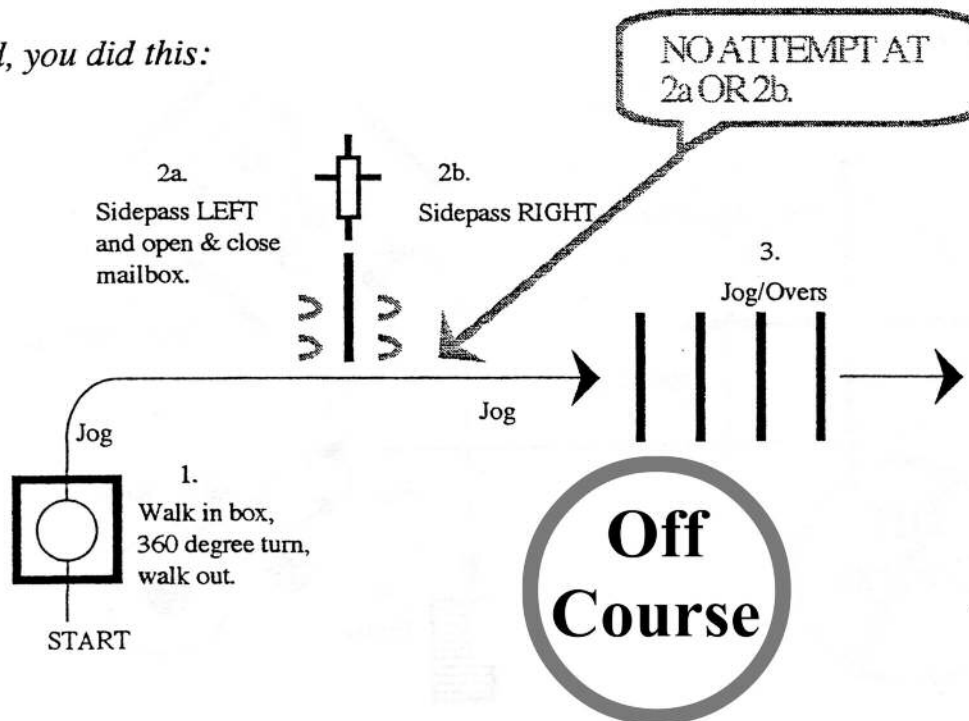 l, you did this:
NO ATTEMPT AT
2a OR 2b.
2a.
Sidepass LEFT
and open & close
mailbox.
2b.
Sidepass RIGHT
3.
Jog/Overs
Jog
Jog
1.
Walk in box,
360 degree turn,
walk out.
START
Off
Course